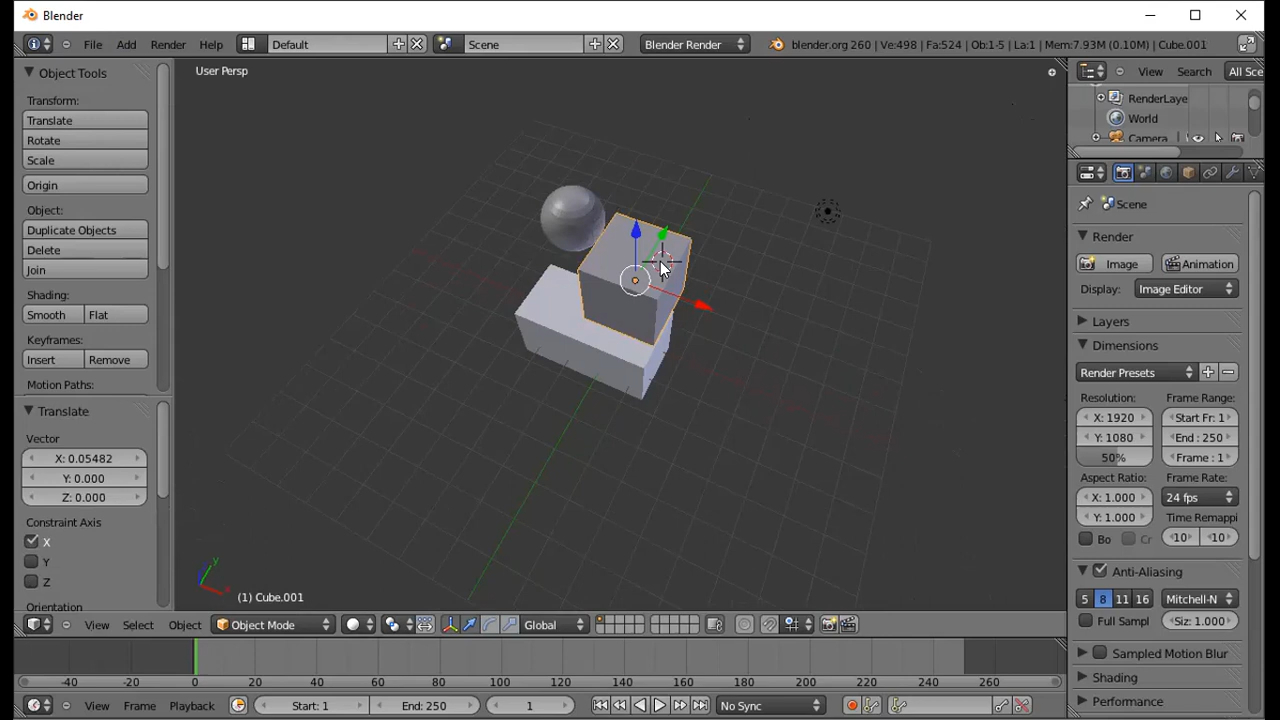 Blender
File Add Render Help Default Scene Blender Render blender.org 260 | Ve:498 | Fa:524 | Ob:1-5 | La:1 | Mem:7.93M (0.10M) | Cube.001
Object Tools
Transform:
Translate
Rotate
Scale
Origin
Object:
Duplicate Objects
Delete
Join
Shading:
Smooth Flat
Keyframes:
Insert Remove
Motion Paths:
Translate
Vector
X: 0.05482
Y: 0.000
Z: 0.000
Constraint Axis
X
Y
Z
Orientation
User Persp
y
x
(1) Cube.001
View Select Object Object Mode Global
-40 -20 0 20 40 60 80 100 120 140 160 180 200 220 240 260
View Frame Playback Start: 1 End: 250 1 No Sync
View Search All Sce
RenderLaye
World
Camera
Scene
Render
Image Animation
Display: Image Editor
Layers
Dimensions
Render Presets
Resolution: Frame Range:
X: 1920 Start Fr: 1
Y: 1080 End : 250
50% Frame : 1
Aspect Ratio: Frame Rate:
X: 1.000 24 fps
Y: 1.000 Time Remappi
Bo Cr 10 10
Anti-Aliasing
5 8 11 16 Mitchell-N
Full Sampl Siz: 1.000
Sampled Motion Blur
Shading
Performance